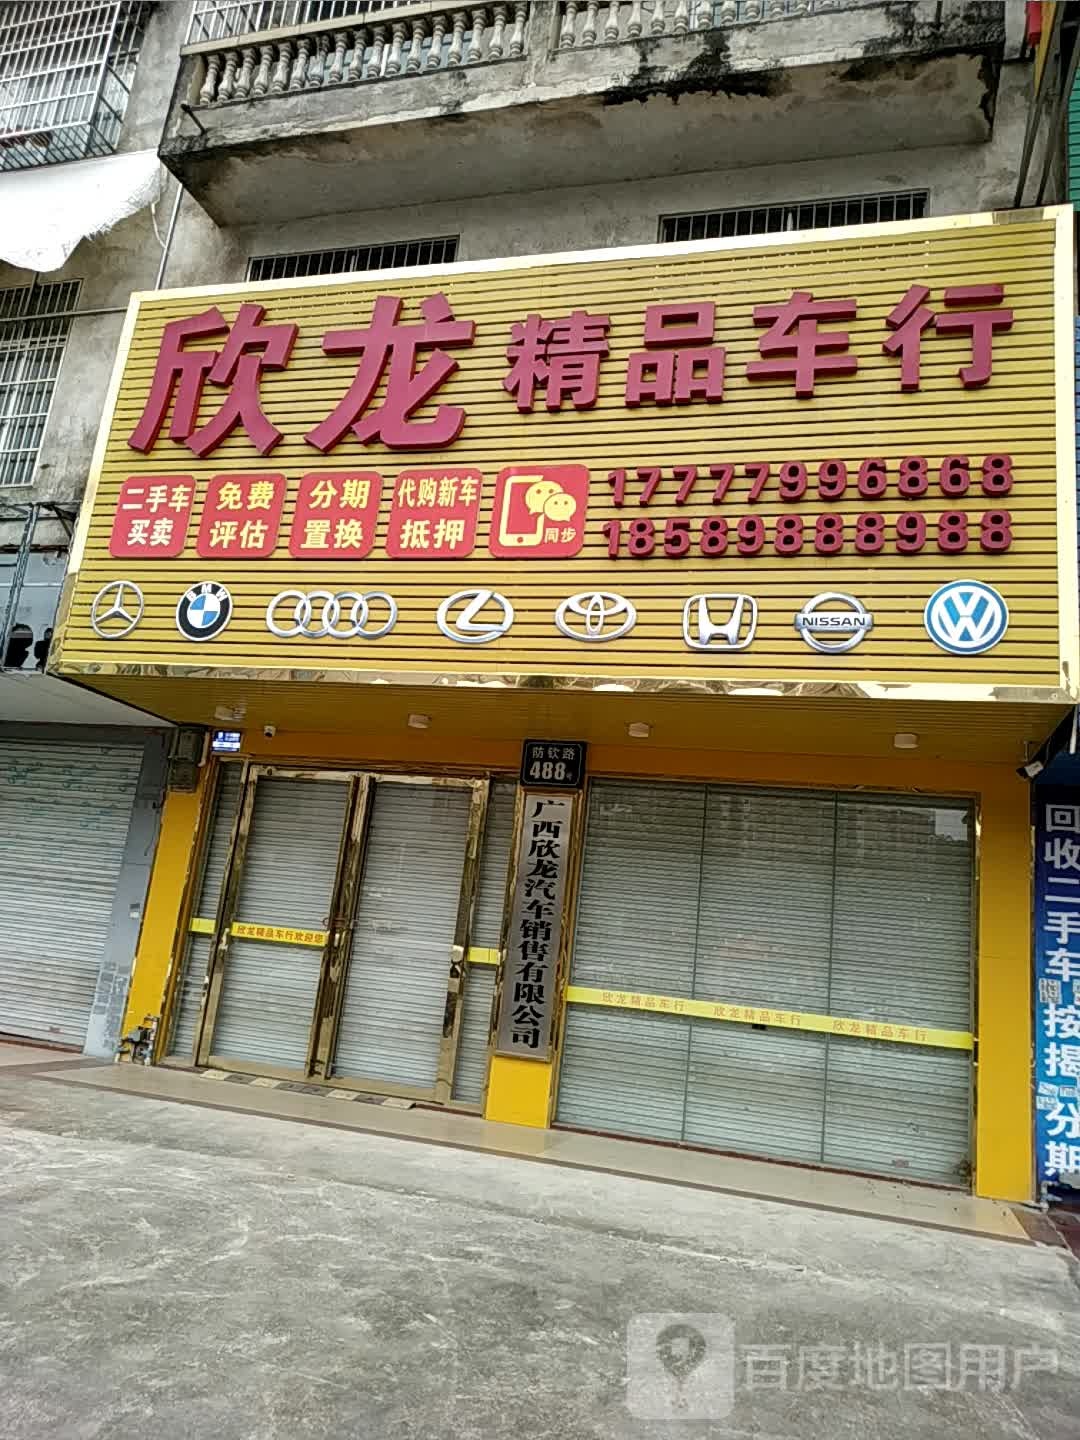 欣龙 精品车行
二手车
买卖
免费
评估
分期
置换
代购新车
抵押
同步
17777996868
18589888988
BMW
NISSAN
防钦路
488号
广西欣龙汽车销售有限公司
欣龙精品车行欢迎您
欣龙精品车行 欣龙精品车行 欣龙精品车行
回收二手车按揭分期
百度地图用户